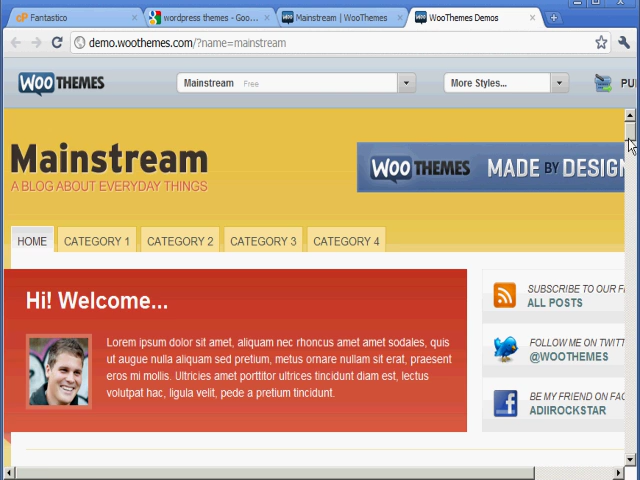 Fantastico
wordpress themes - Goo...
Mainstream | WooThemes
WooThemes Demos
demo.woothemes.com/?name=mainstream
WOOTHEMES
Mainstream Free
More Styles...
PU
Mainstream
A BLOG ABOUT EVERYDAY THINGS
WOOTHEMES MADE BY DESIGN
HOME
CATEGORY 1
CATEGORY 2
CATEGORY 3
CATEGORY 4
Hi! Welcome...
Lorem ipsum dolor sit amet, aliquam nec rhoncus amet amet sodales, quis
ut augue nulla aliquam sed pretium, metus ornare nullam sit erat, praesent
eros mi mollis. Ultricies amet porttitor ultrices tincidunt diam est, lectus
volutpat hac, ligula velit, pede a pretium tincidunt.
SUBSCRIBE TO OUR F
ALL POSTS
FOLLOW ME ON TWITT
@WOOTHEMES
BE MY FRIEND ON FAC
ADIIROCKSTAR